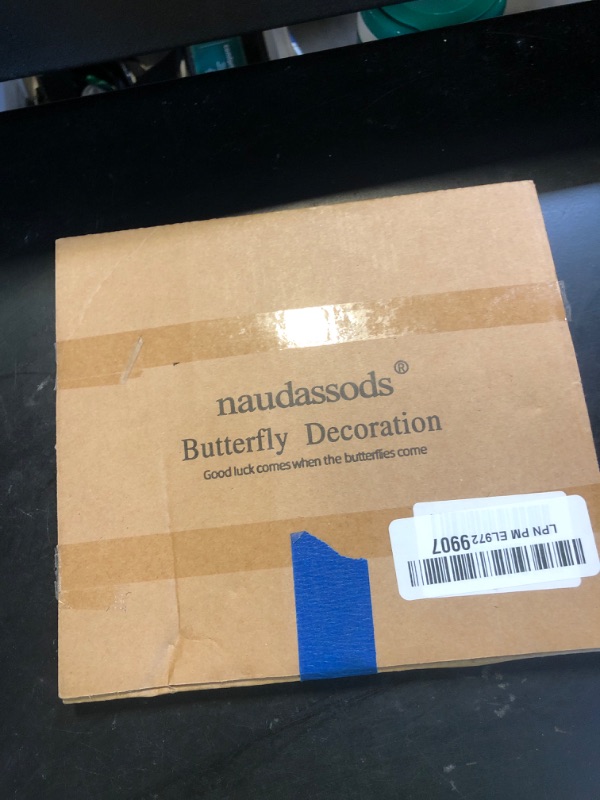 naudassods®
Butterfly Decoration
Good luck comes when the butterflies come
LPN PM EL972 9907